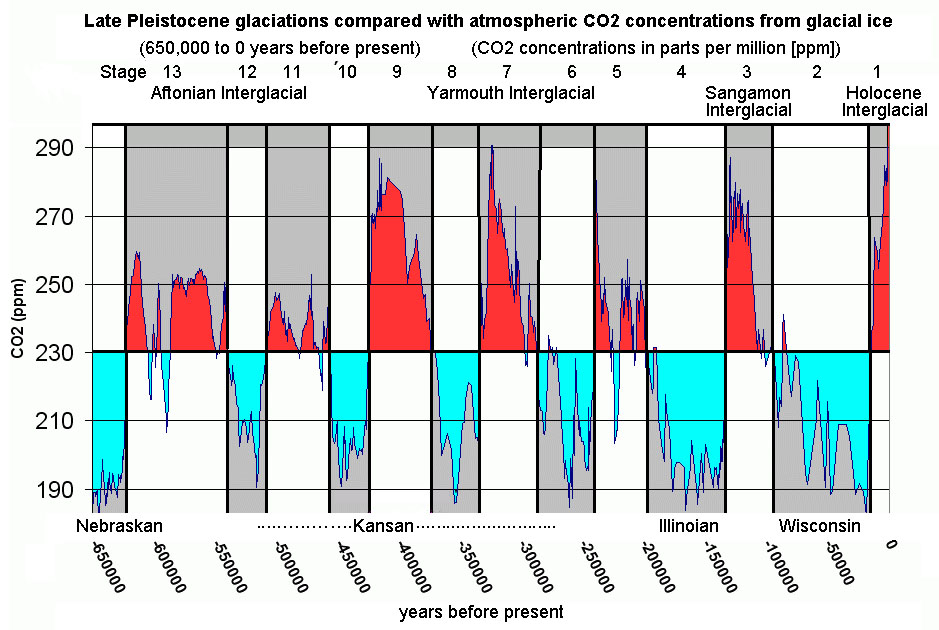 Late Pleistocene glaciations compared with atmospheric CO2 concentrations from glacial ice
(650,000 to 0 years before present) (CO2 concentrations in parts per million [ppm])
Stage 13 12 11 ´10 9 8 7 6 5 4 3 2 1
Aftonian Interglacial Yarmouth Interglacial Sangamon Interglacial Holocene Interglacial
290
270
250
230
210
190
CO2 (ppm)
Nebraskan Kansan Illinoian Wisconsin
-650000 -600000 -550000 -500000 -450000 -400000 -350000 -300000 -250000 -200000 -150000 -100000 -50000 0
years before present